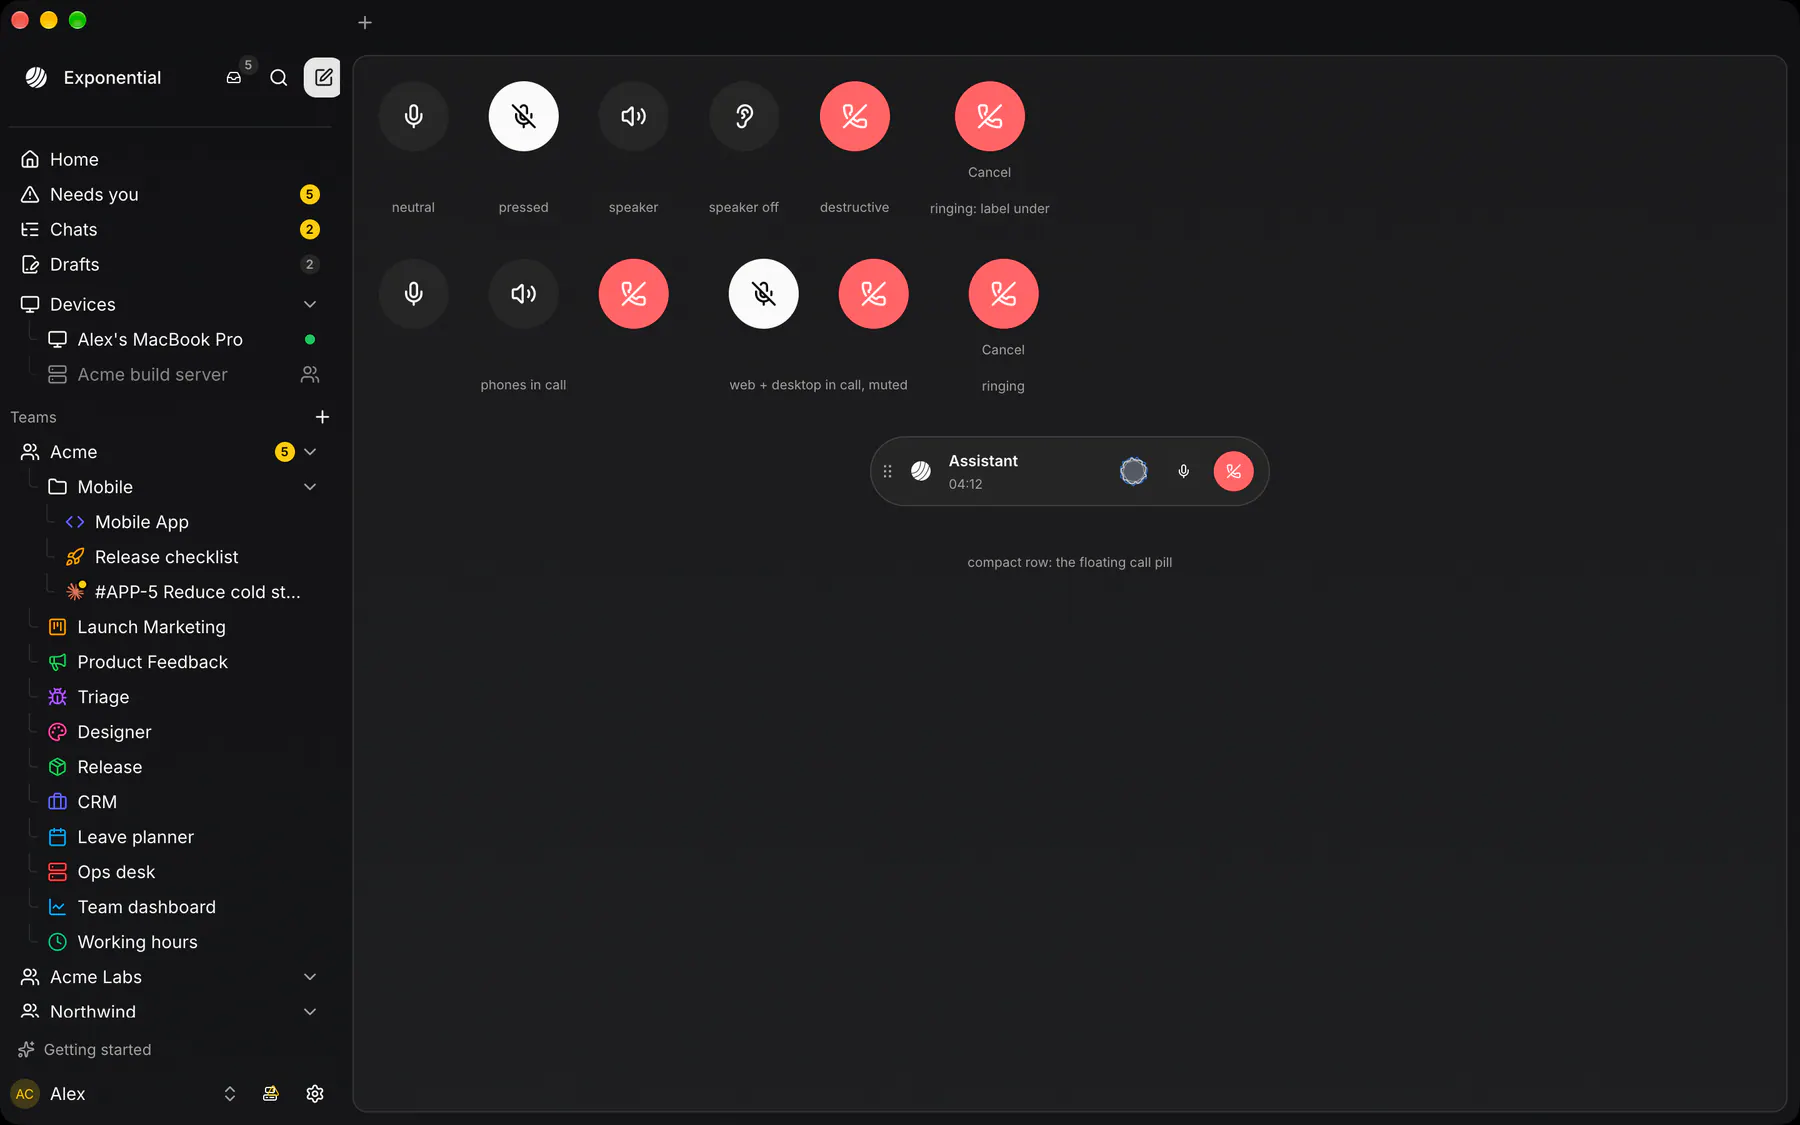 Exponential
5
Home
Needs you
5
Chats
2
Drafts
2
Devices
Alex's MacBook Pro
Acme build server
Teams
Acme
5
Mobile
Mobile App
Release checklist
#APP-5 Reduce cold st...
Launch Marketing
Product Feedback
Triage
Designer
Release
CRM
Leave planner
Ops desk
Team dashboard
Working hours
Acme Labs
Northwind
Getting started
AC
Alex
Cancel
neutral
pressed
speaker
speaker off
destructive
ringing: label under
Cancel
phones in call
web + desktop in call, muted
ringing
Assistant
04:12
compact row: the floating call pill